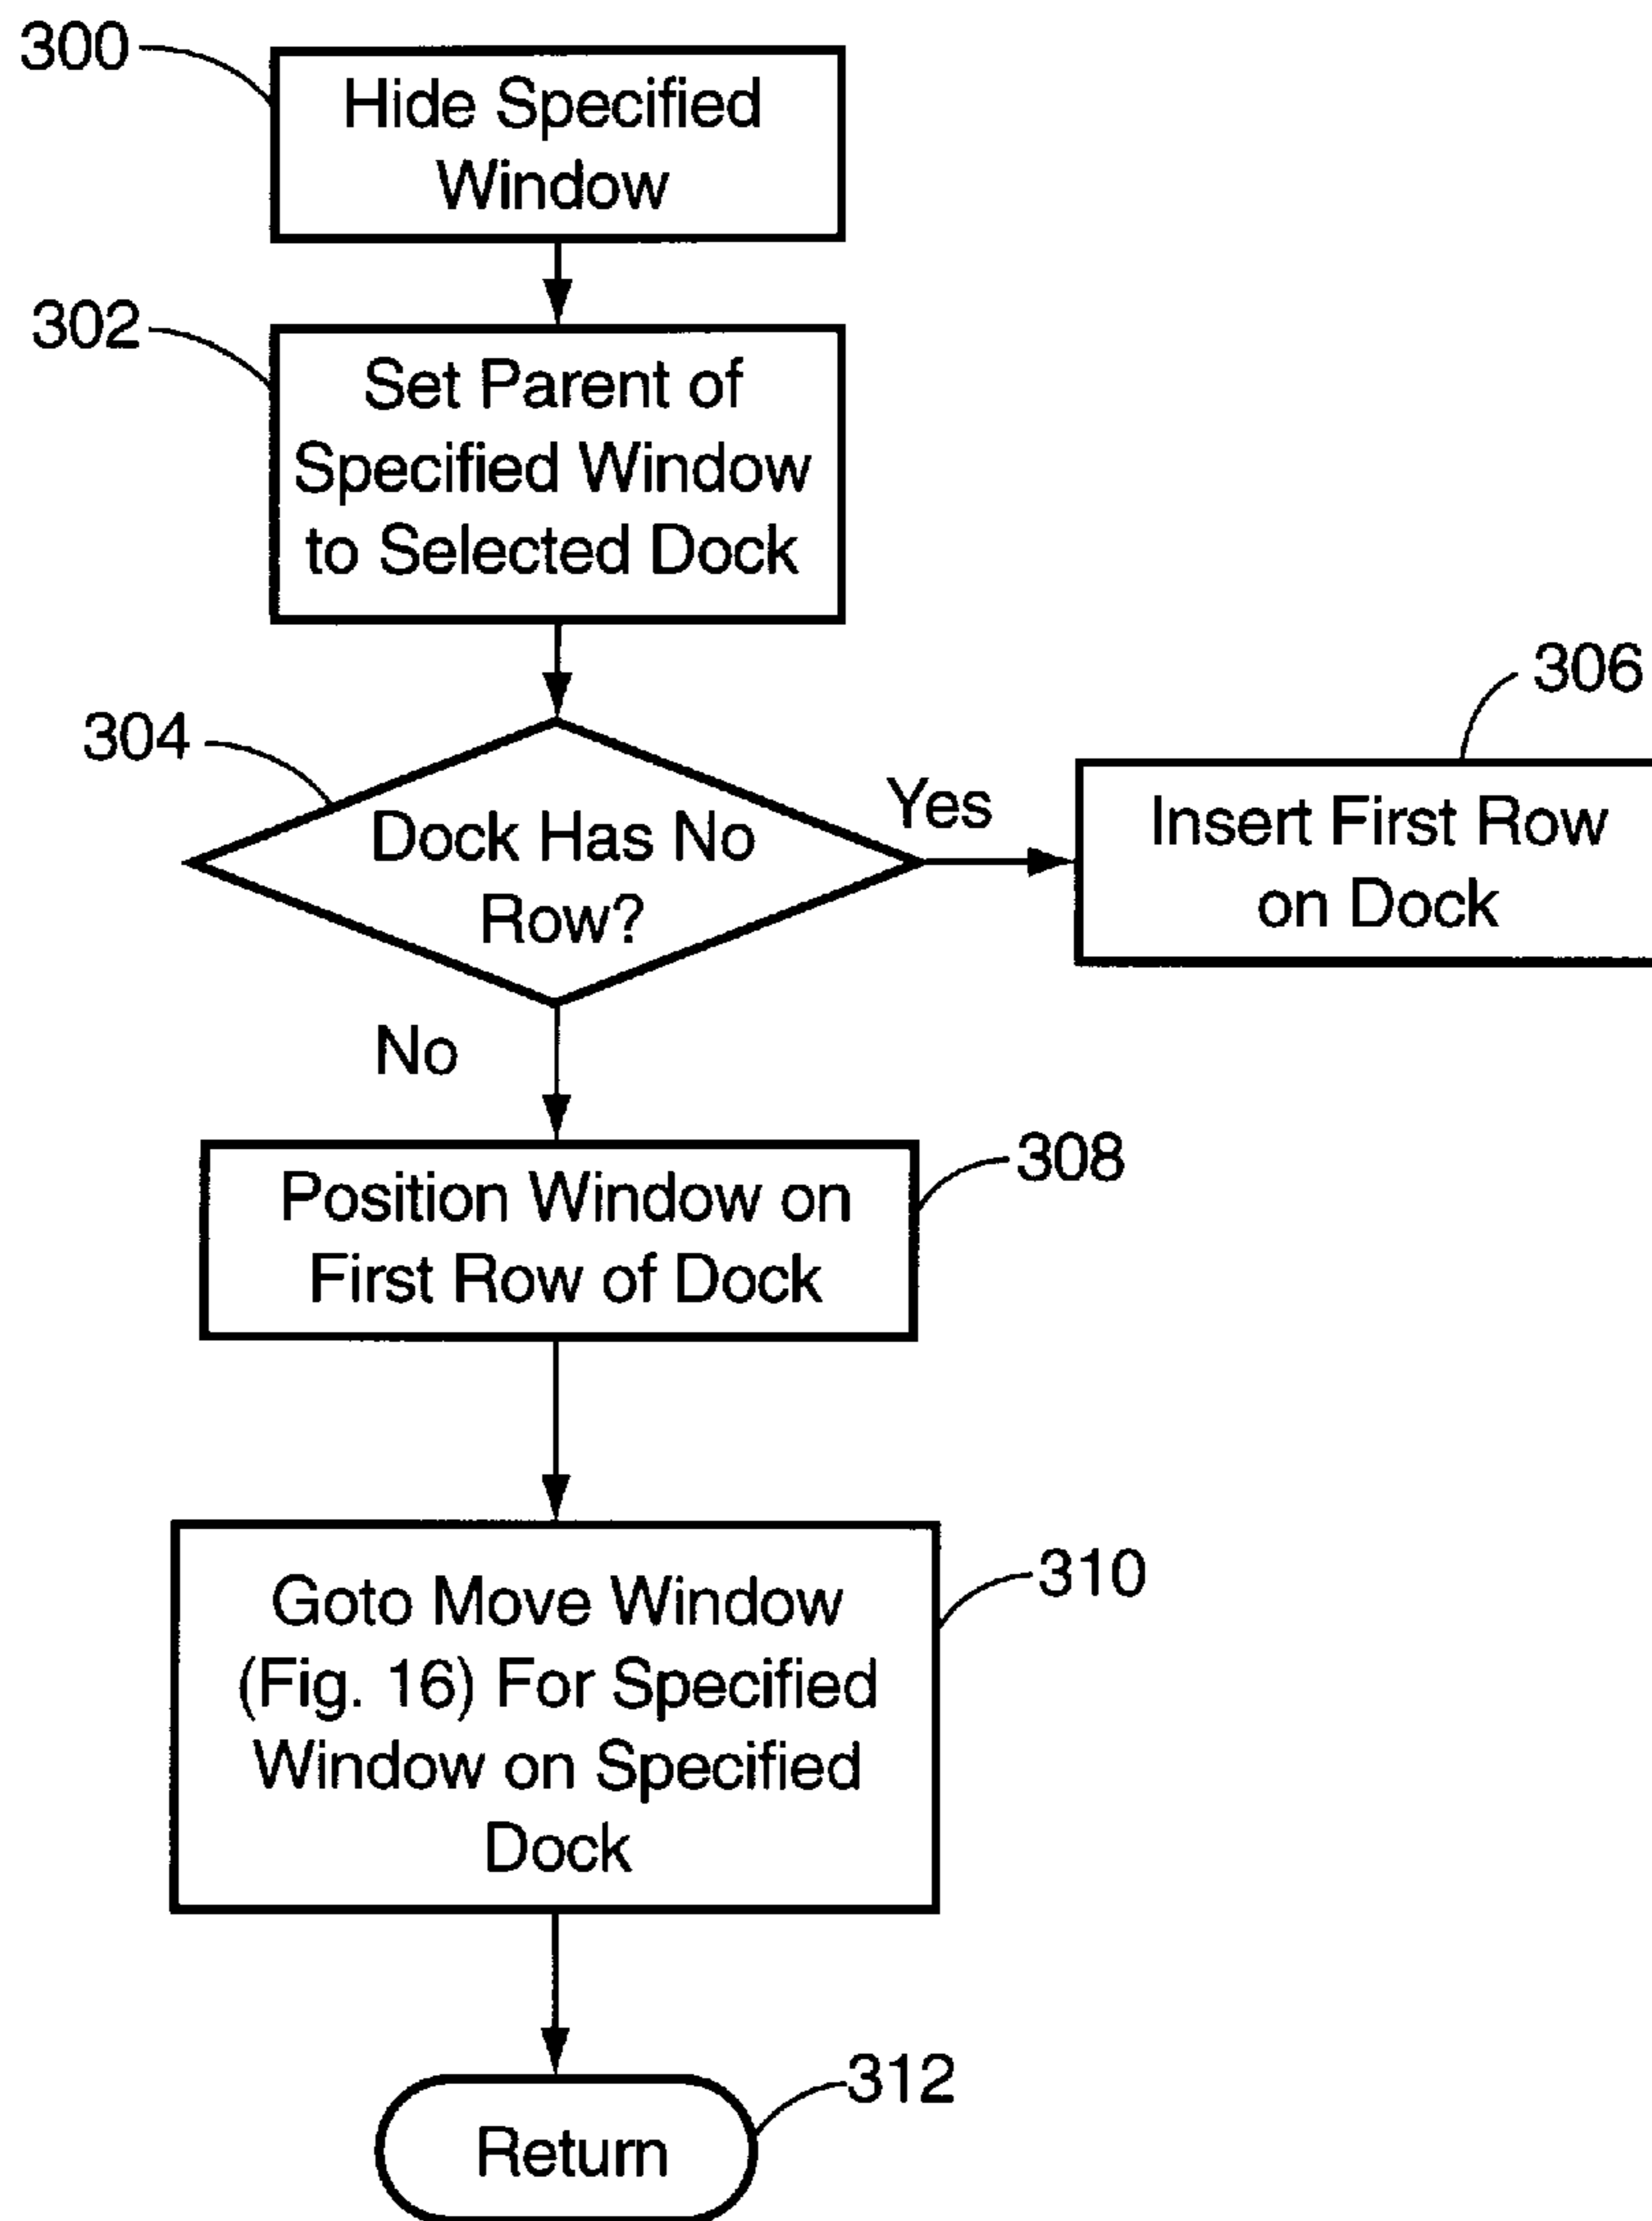 300
Hide Specified
Window
302
Set Parent of
Specified Window
to Selected Dock
304
Dock Has No
Row?
Yes
306
Insert First Row
on Dock
No
308
Position Window on
First Row of Dock
310
Goto Move Window
(Fig. 16) For Specified
Window on Specified
Dock
312
Return